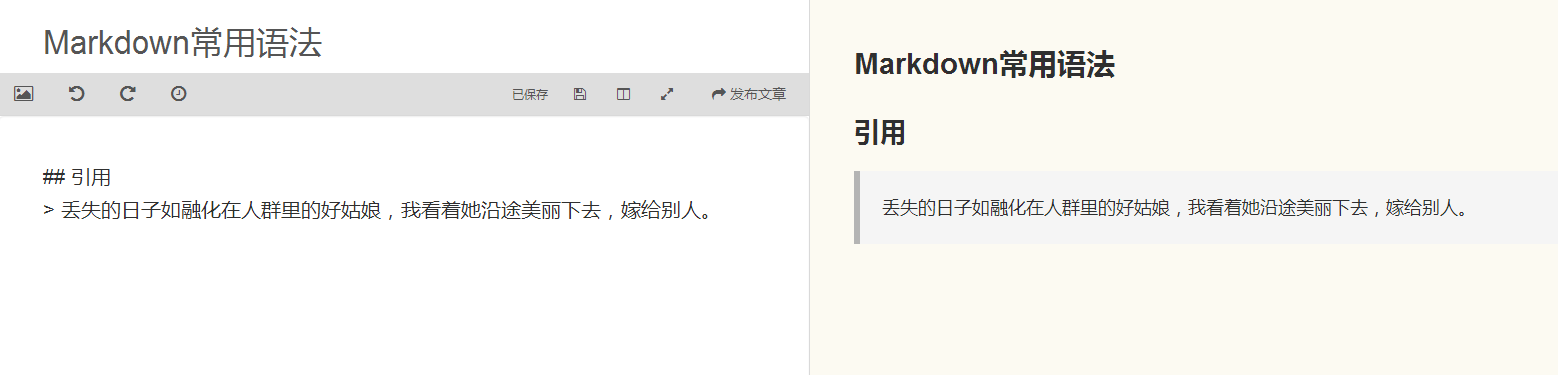 Markdown常用语法
已保存
发布文章
## 引用
> 丢失的日子如融化在人群里的好姑娘，我看着她沿途美丽下去，嫁给别人。
Markdown常用语法
引用
丢失的日子如融化在人群里的好姑娘，我看着她沿途美丽下去，嫁给别人。